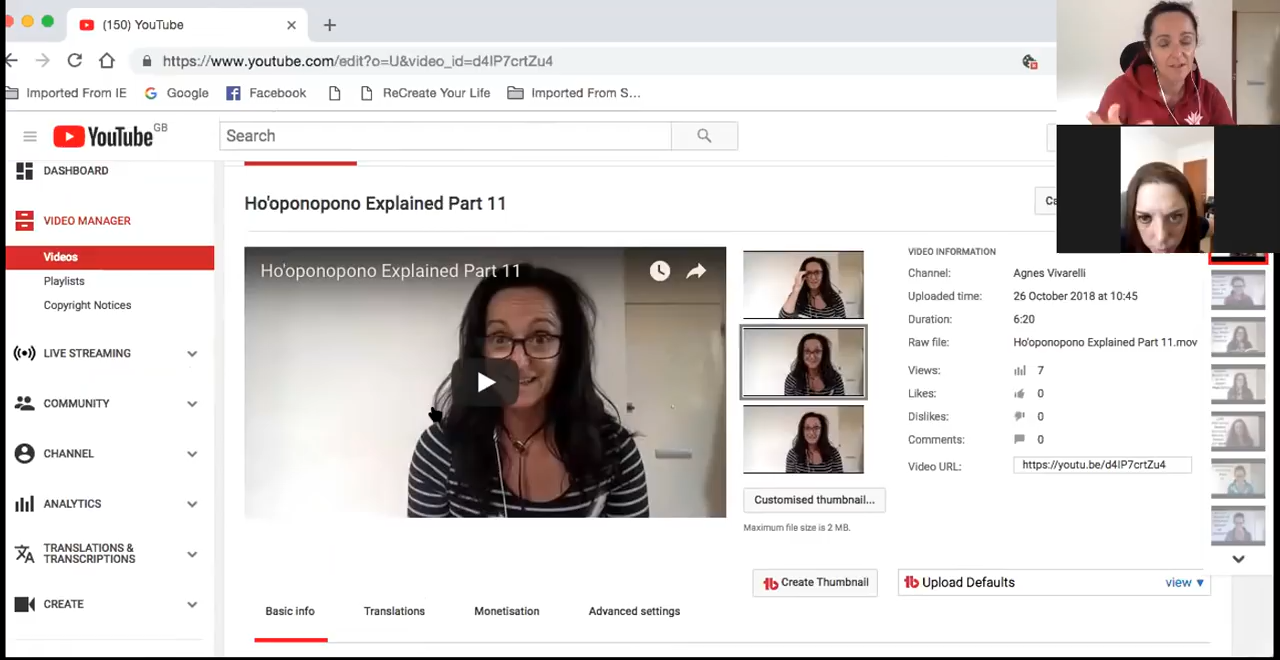 (150) YouTube
https://www.youtube.com/edit?o=U&video_id=d4IP7crtZu4
Imported From IE
Google
Facebook
ReCreate Your Life
Imported From S...
YouTube GB
Search
DASHBOARD
VIDEO MANAGER
Videos
Playlists
Copyright Notices
LIVE STREAMING
COMMUNITY
CHANNEL
ANALYTICS
TRANSLATIONS &
TRANSCRIPTIONS
CREATE
Ho'oponopono Explained Part 11
Ca
Ho'oponopono Explained Part 11
Customised thumbnail...
Maximum file size is 2 MB.
VIDEO INFORMATION
Channel: Agnes Vivarelli
Uploaded time: 26 October 2018 at 10:45
Duration: 6:20
Raw file: Ho'oponopono Explained Part 11.mov
Views: 7
Likes: 0
Dislikes: 0
Comments: 0
Video URL: https://youtu.be/d4IP7crtZu4
Create Thumbnail
Upload Defaults
view
Basic info
Translations
Monetisation
Advanced settings